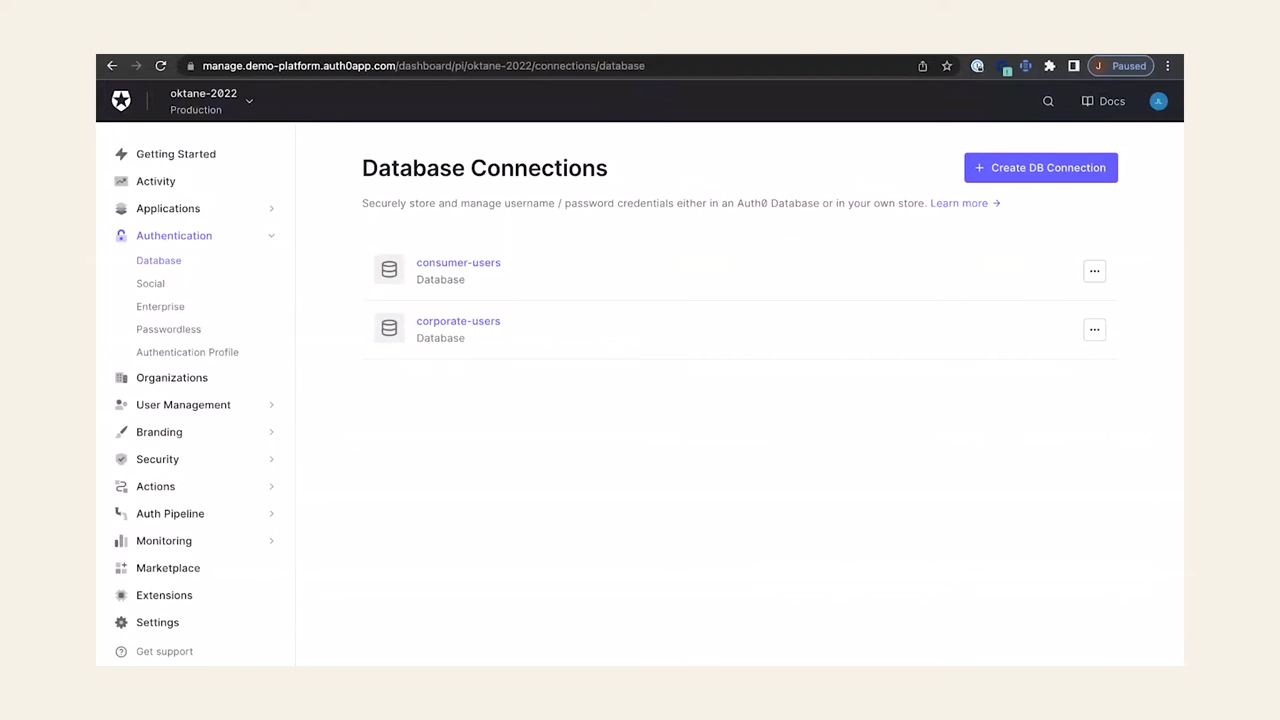 manage.demo-platform.auth0app.com/dashboard/pi/oktane-2022/connections/database
1
J Paused
oktane-2022
Production
Docs
JL
Getting Started
Activity
Applications
Authentication
Database
Social
Enterprise
Passwordless
Authentication Profile
Organizations
User Management
Branding
Security
Actions
Auth Pipeline
Monitoring
Marketplace
Extensions
Settings
Get support
Database Connections
+ Create DB Connection
Securely store and manage username / password credentials either in an Auth0 Database or in your own store. Learn more →
consumer-users
Database
corporate-users
Database